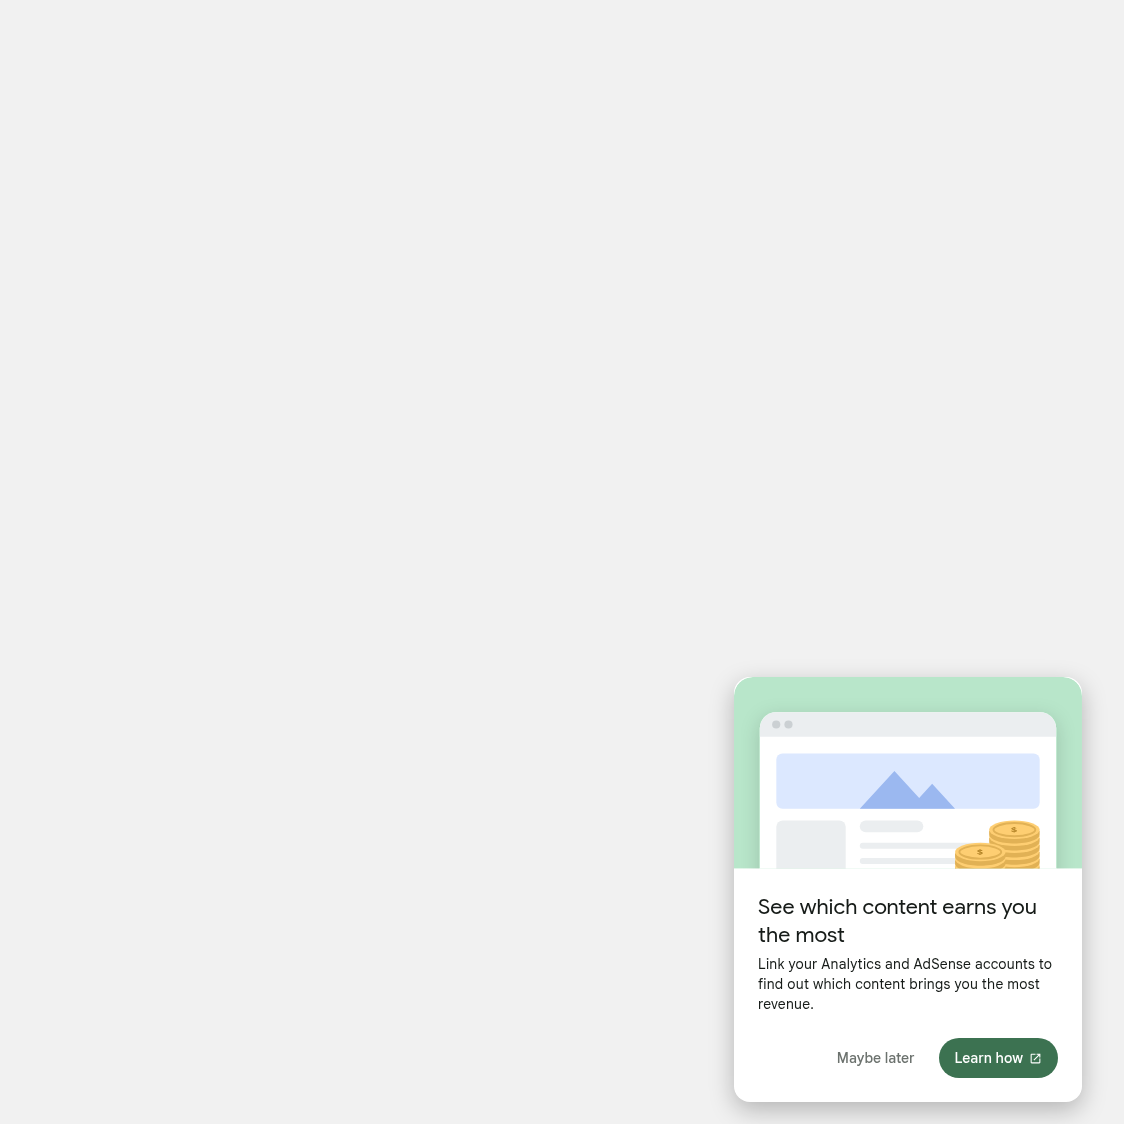 $
$
See which content earns you
the most
Link your Analytics and AdSense accounts to
find out which content brings you the most
revenue.
Maybe later
Learn how